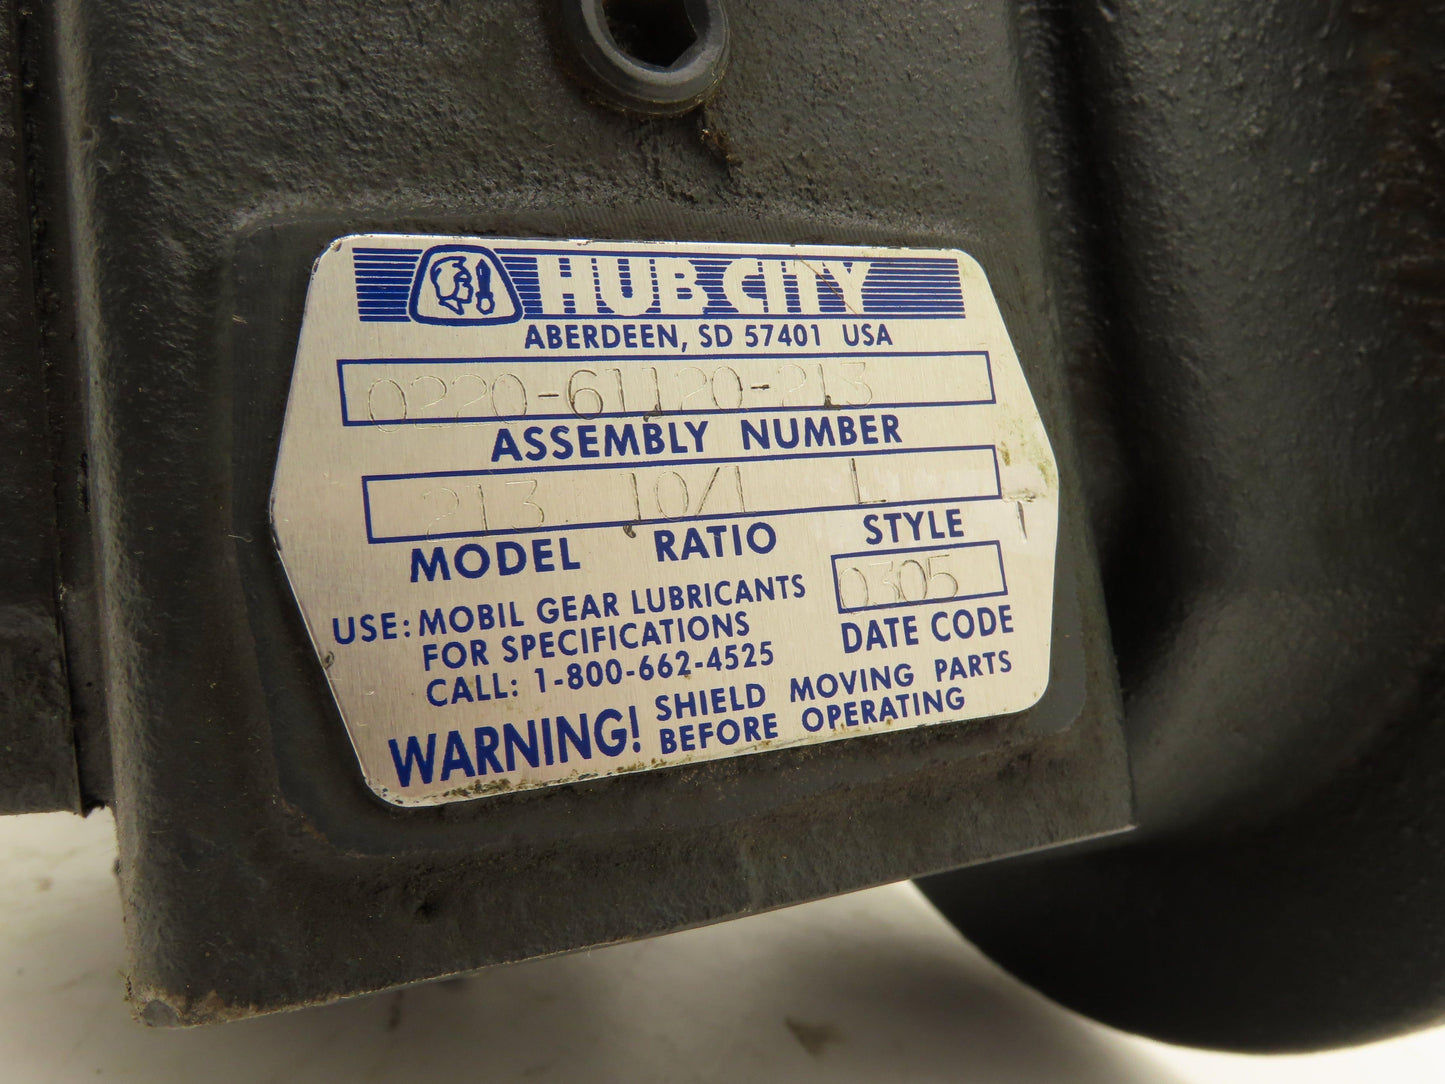 HUB CITY
ABERDEEN, SD 57401 USA
0220-61120-213
ASSEMBLY NUMBER
213 10/1 L
MODEL RATIO STYLE
0305
DATE CODE
USE: MOBIL GEAR LUBRICANTS
FOR SPECIFICATIONS
CALL: 1-800-662-4525
WARNING! SHIELD MOVING PARTS
BEFORE OPERATING